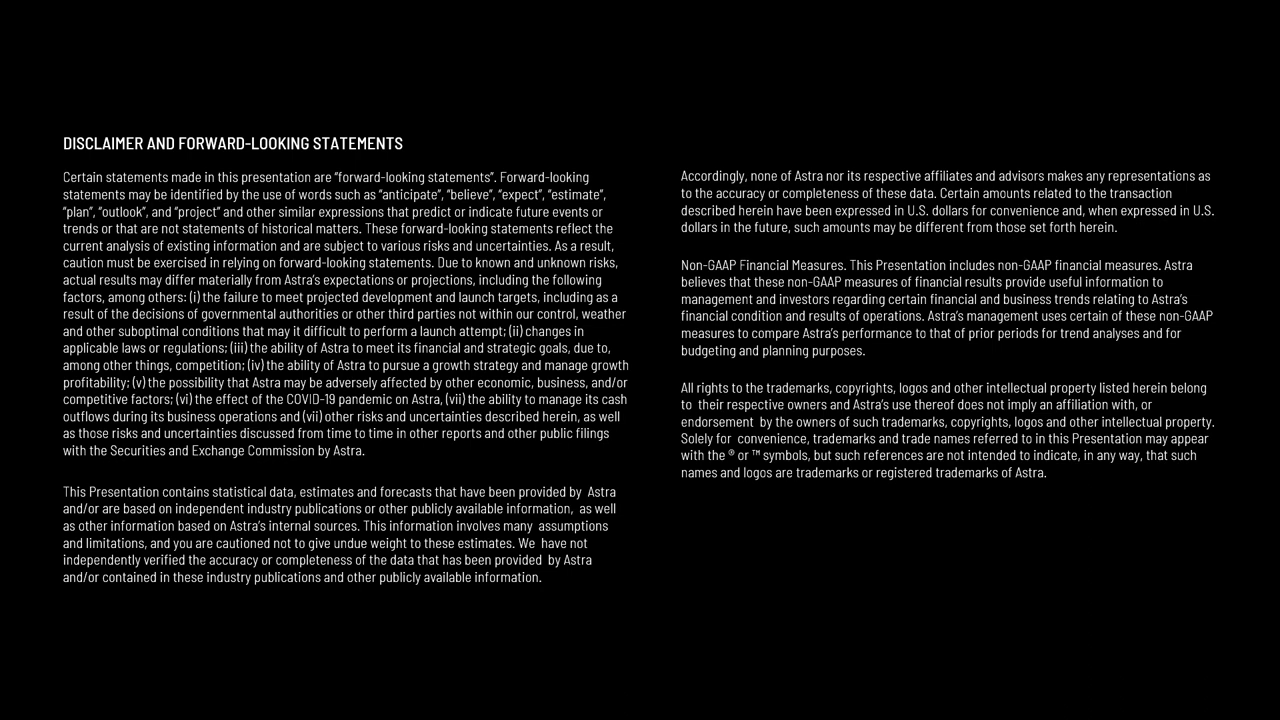 DISCLAIMER AND FORWARD-LOOKING STATEMENTS
Certain statements made in this presentation are "forward-looking statements". Forward-looking
statements may be identified by the use of words such as "anticipate", "believe", "expect", "estimate",
"plan", "outlook", and "project" and other similar expressions that predict or indicate future events or
trends or that are not statements of historical matters. These forward-looking statements reflect the
current analysis of existing information and are subject to various risks and uncertainties. As a result,
caution must be exercised in relying on forward-looking statements. Due to known and unknown risks,
actual results may differ materially from Astra's expectations or projections, including the following
factors, among others: (i) the failure to meet projected development and launch targets, including as a
result of the decisions of governmental authorities or other third parties not within our control, weather
and other suboptimal conditions that may it difficult to perform a launch attempt; (ii) changes in
applicable laws or regulations; (iii) the ability of Astra to meet its financial and strategic goals, due to,
among other things, competition; (iv) the ability of Astra to pursue a growth strategy and manage growth
profitability; (v) the possibility that Astra may be adversely affected by other economic, business, and/or
competitive factors; (vi) the effect of the COVID-19 pandemic on Astra, (vii) the ability to manage its cash
outflows during its business operations and (vii) other risks and uncertainties described herein, as well
as those risks and uncertainties discussed from time to time in other reports and other public filings
with the Securities and Exchange Commission by Astra.
This Presentation contains statistical data, estimates and forecasts that have been provided by Astra
and/or are based on independent industry publications or other publicly available information, as well
as other information based on Astra's internal sources. This information involves many assumptions
and limitations, and you are cautioned not to give undue weight to these estimates. We have not
independently verified the accuracy or completeness of the data that has been provided by Astra
and/or contained in these industry publications and other publicly available information.
Accordingly, none of Astra nor its respective affiliates and advisors makes any representations as
to the accuracy or completeness of these data. Certain amounts related to the transaction
described herein have been expressed in U.S. dollars for convenience and, when expressed in U.S.
dollars in the future, such amounts may be different from those set forth herein.
Non-GAAP Financial Measures. This Presentation includes non-GAAP financial measures. Astra
believes that these non-GAAP measures of financial results provide useful information to
management and investors regarding certain financial and business trends relating to Astra's
financial condition and results of operations. Astra's management uses certain of these non-GAAP
measures to compare Astra's performance to that of prior periods for trend analyses and for
budgeting and planning purposes.
All rights to the trademarks, copyrights, logos and other intellectual property listed herein belong
to their respective owners and Astra's use thereof does not imply an affiliation with, or
endorsement by the owners of such trademarks, copyrights, logos and other intellectual property.
Solely for convenience, trademarks and trade names referred to in this Presentation may appear
with the ® or ™ symbols, but such references are not intended to indicate, in any way, that such
names and logos are trademarks or registered trademarks of Astra.